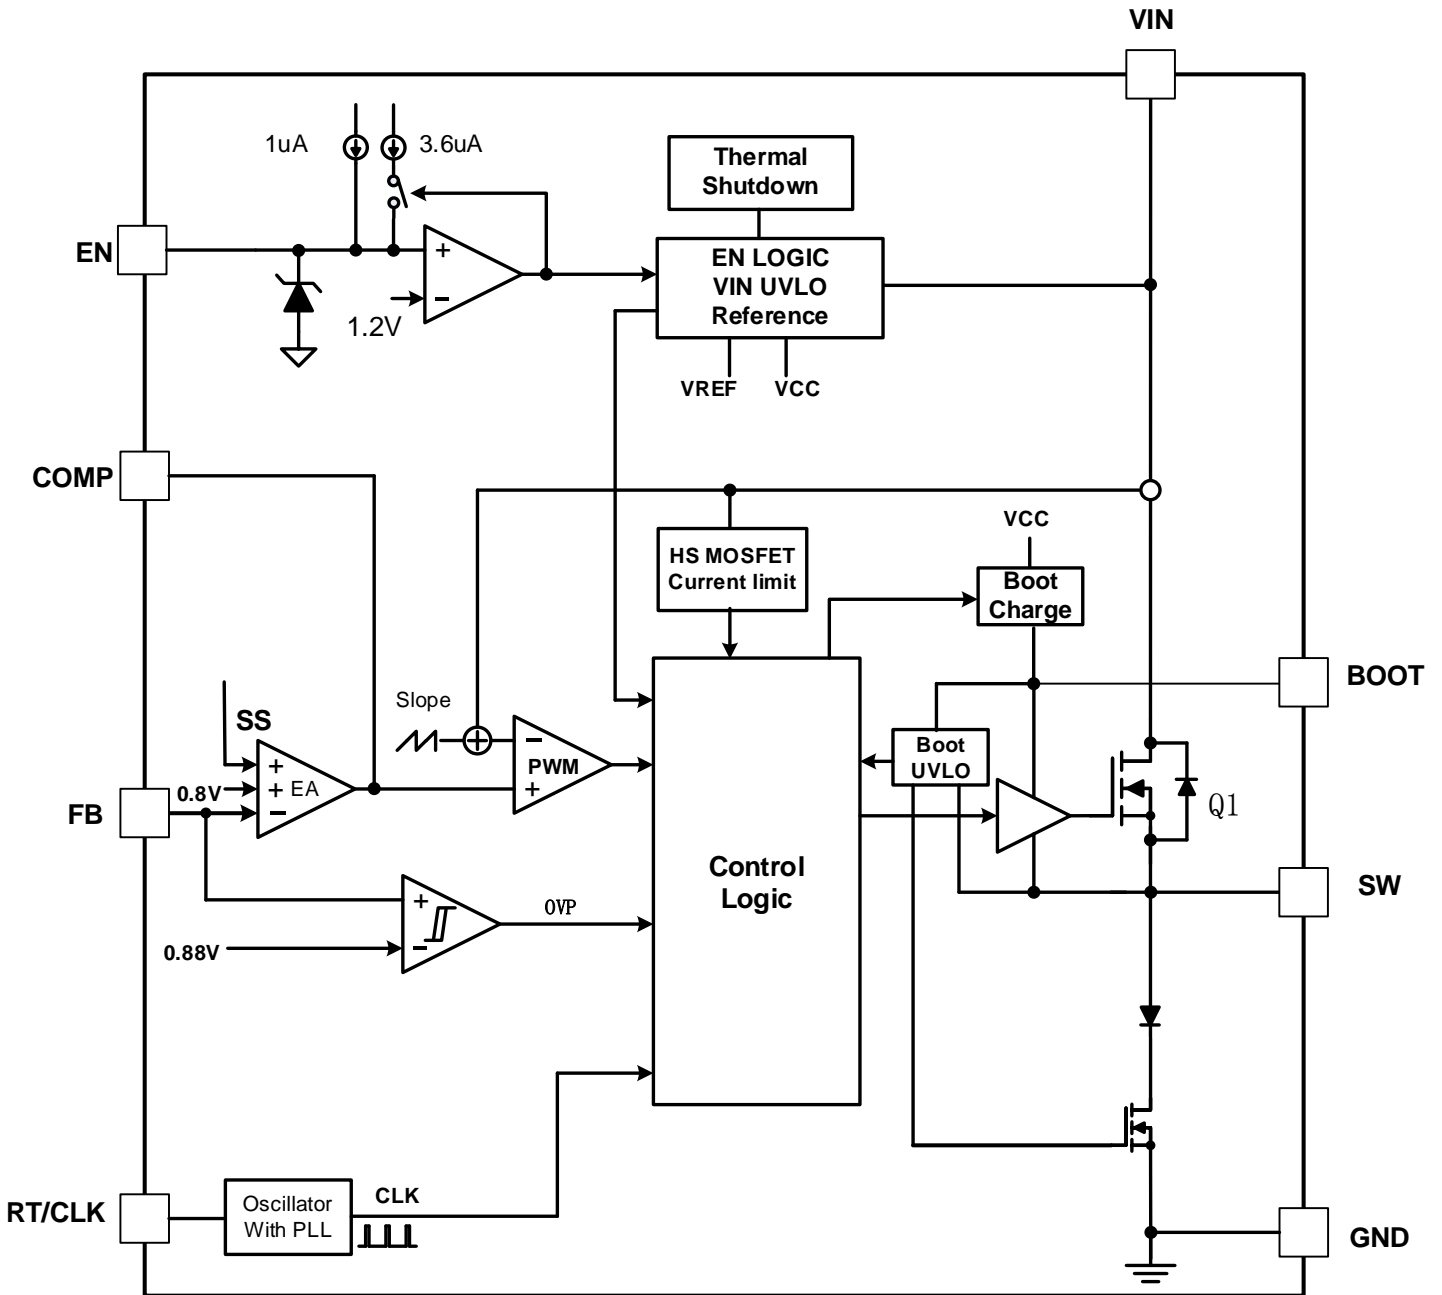 VIN
1uA
3.6uA
Thermal
Shutdown
EN
+
−
1.2V
EN LOGIC
VIN UVLO
Reference
VREF
VCC
COMP
HS MOSFET
Current limit
VCC
Boot
Charge
BOOT
Slope
SS
+
+ EA
−
0.8V
−
PWM
+
Boot
UVLO
FB
Q1
Control
Logic
SW
+
−
OVP
0.88V
RT/CLK
Oscillator
With PLL
CLK
GND